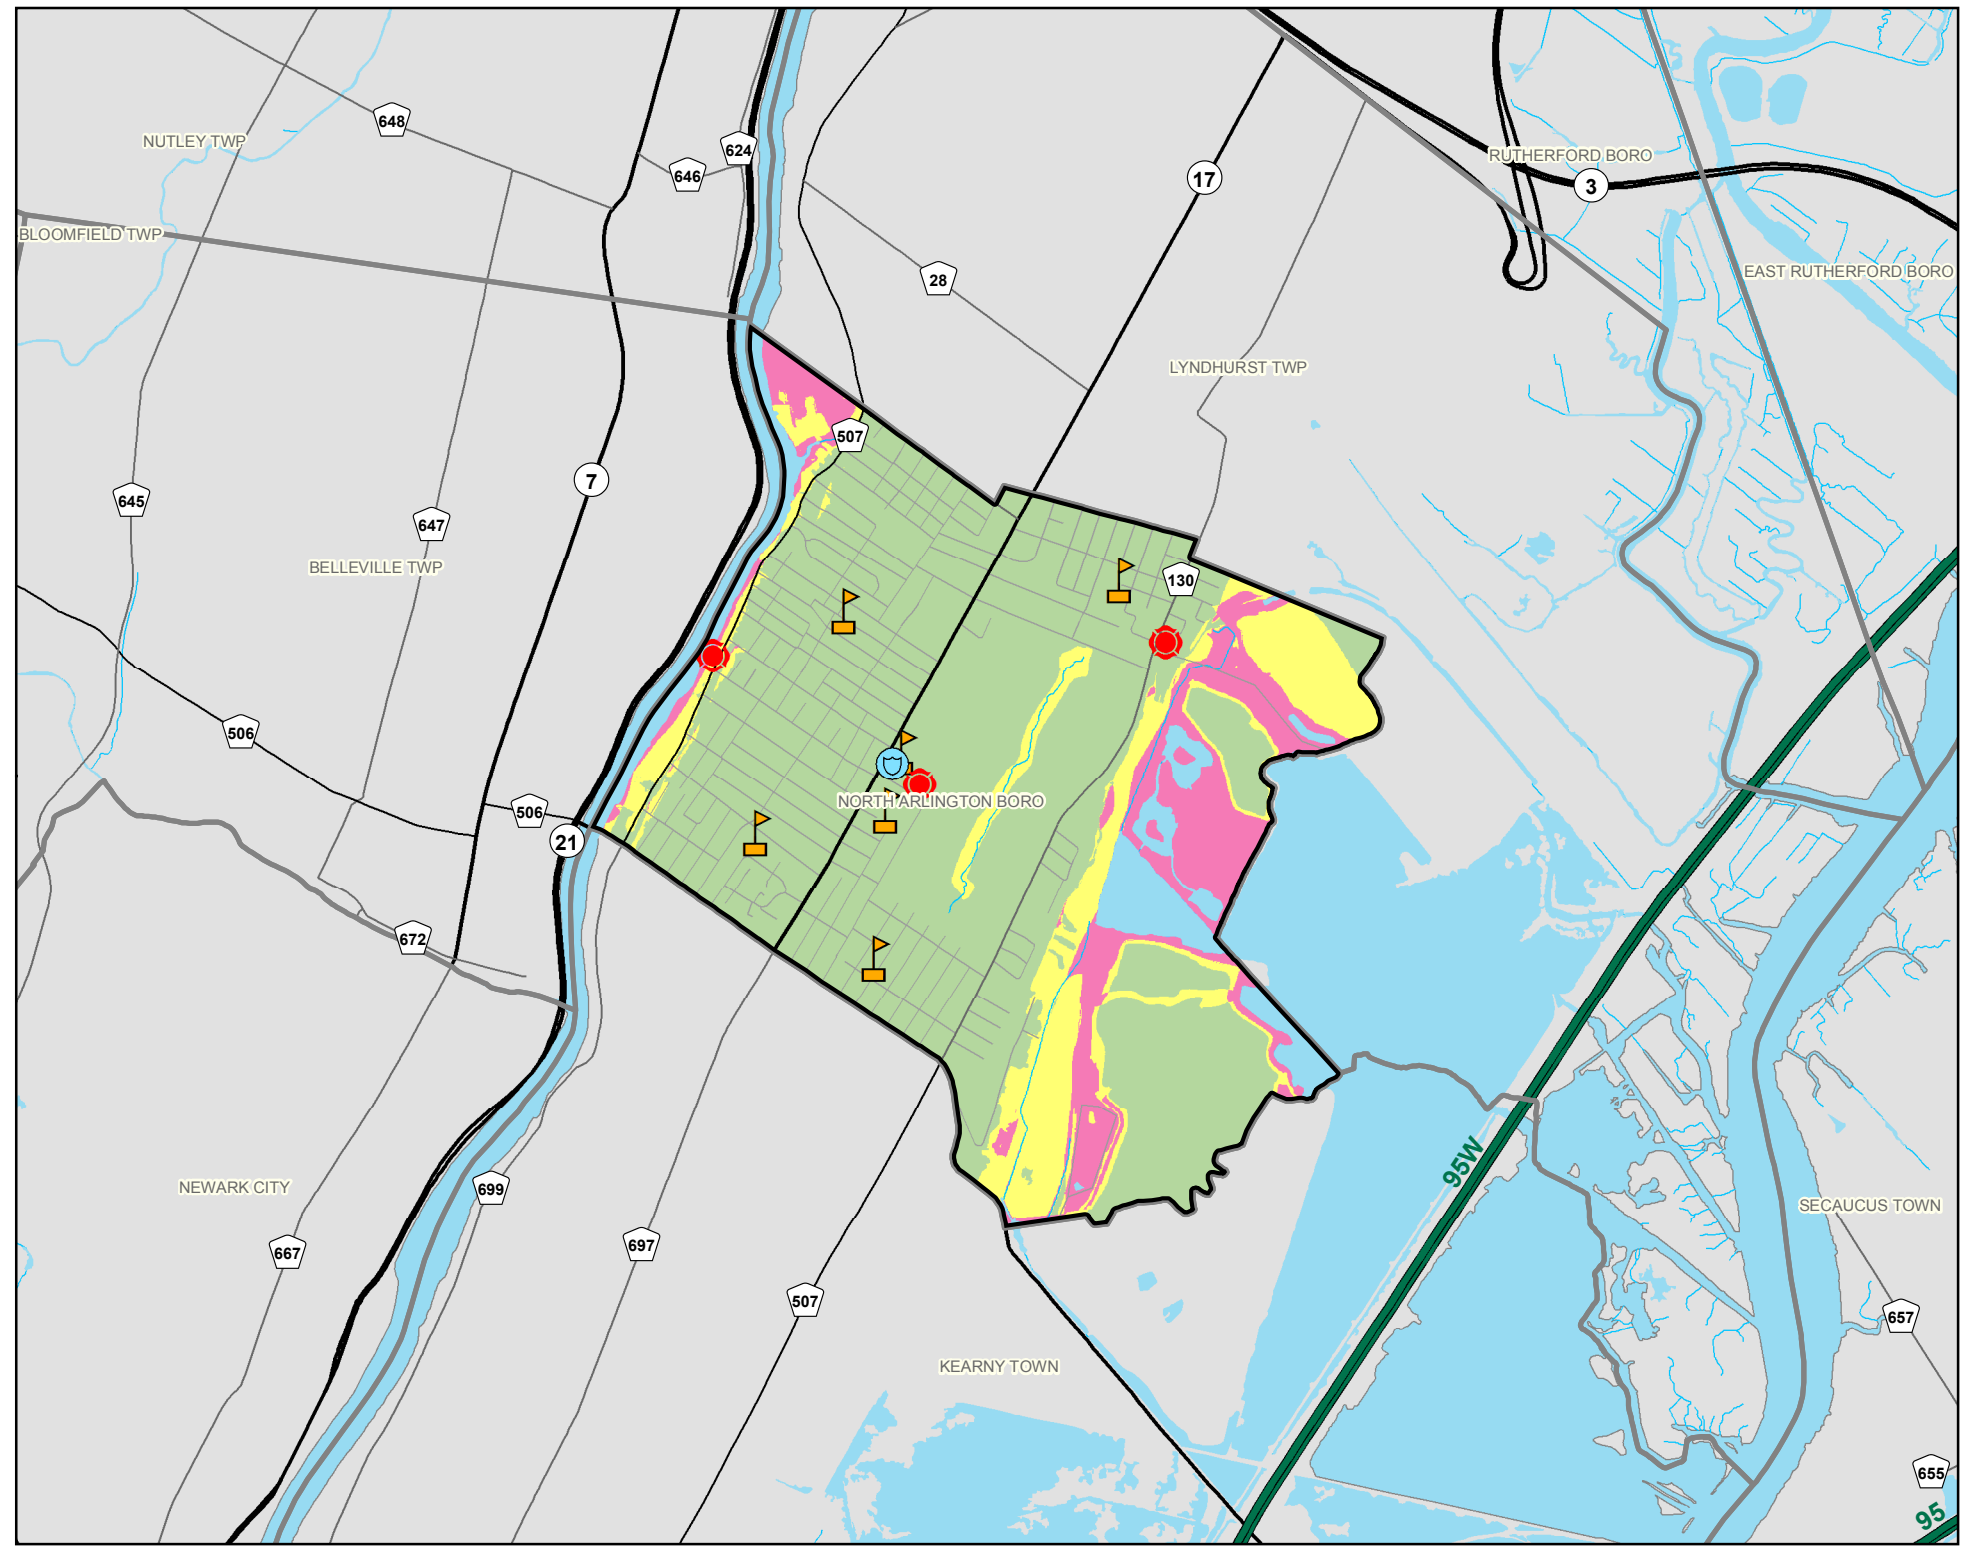 648
624
NUTLEY TWP
646
RUTHERFORD BORO
17
3
BLOOMFIELD TWP
28
EAST RUTHERFORD BORO
LYNDHURST TWP
507
7
645
647
BELLEVILLE TWP
130
506
NORTH ARLINGTON BORO
506
21
672
95W
NEWARK CITY
699
SECAUCUS TOWN
697
667
507
657
KEARNY TOWN
655
95